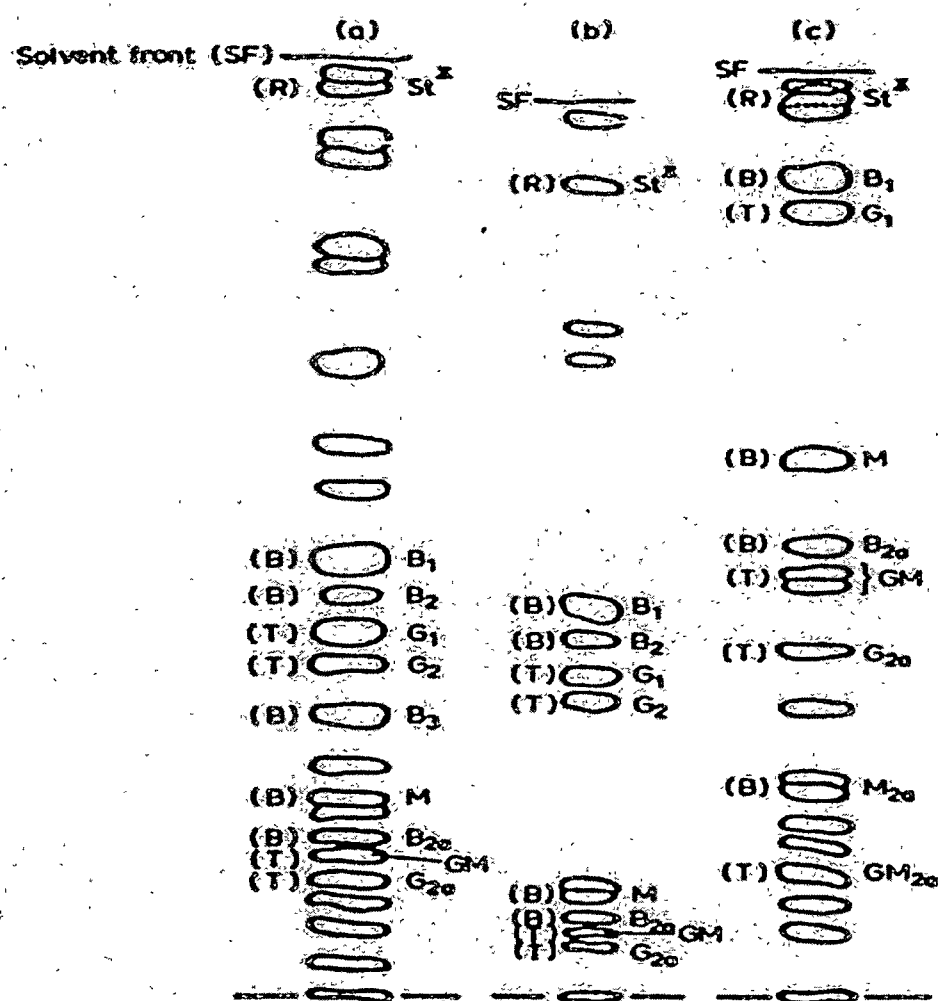 (a) (b) (c)
Solvent front (SF)
(R) St^x
(B) B₁
(B) B₂
(T) G₁
(T) G₂
(B) B₃
(B) M
(B) B₂ₐ
(T) GM
(T) G₂ₐ
SF
(R) St^x
(B) B₁
(B) B₂
(T) G₁
(T) G₂
(B) M
(B) B₂ₐ
(T) GM
(T) G₂ₐ
SF
(R) St^x
(B) B₁
(T) G₁
(B) M
(B) B₂ₐ
(T) } GM
(T) G₂ₐ
(B) M₂ₐ
(T) GM₂ₐ